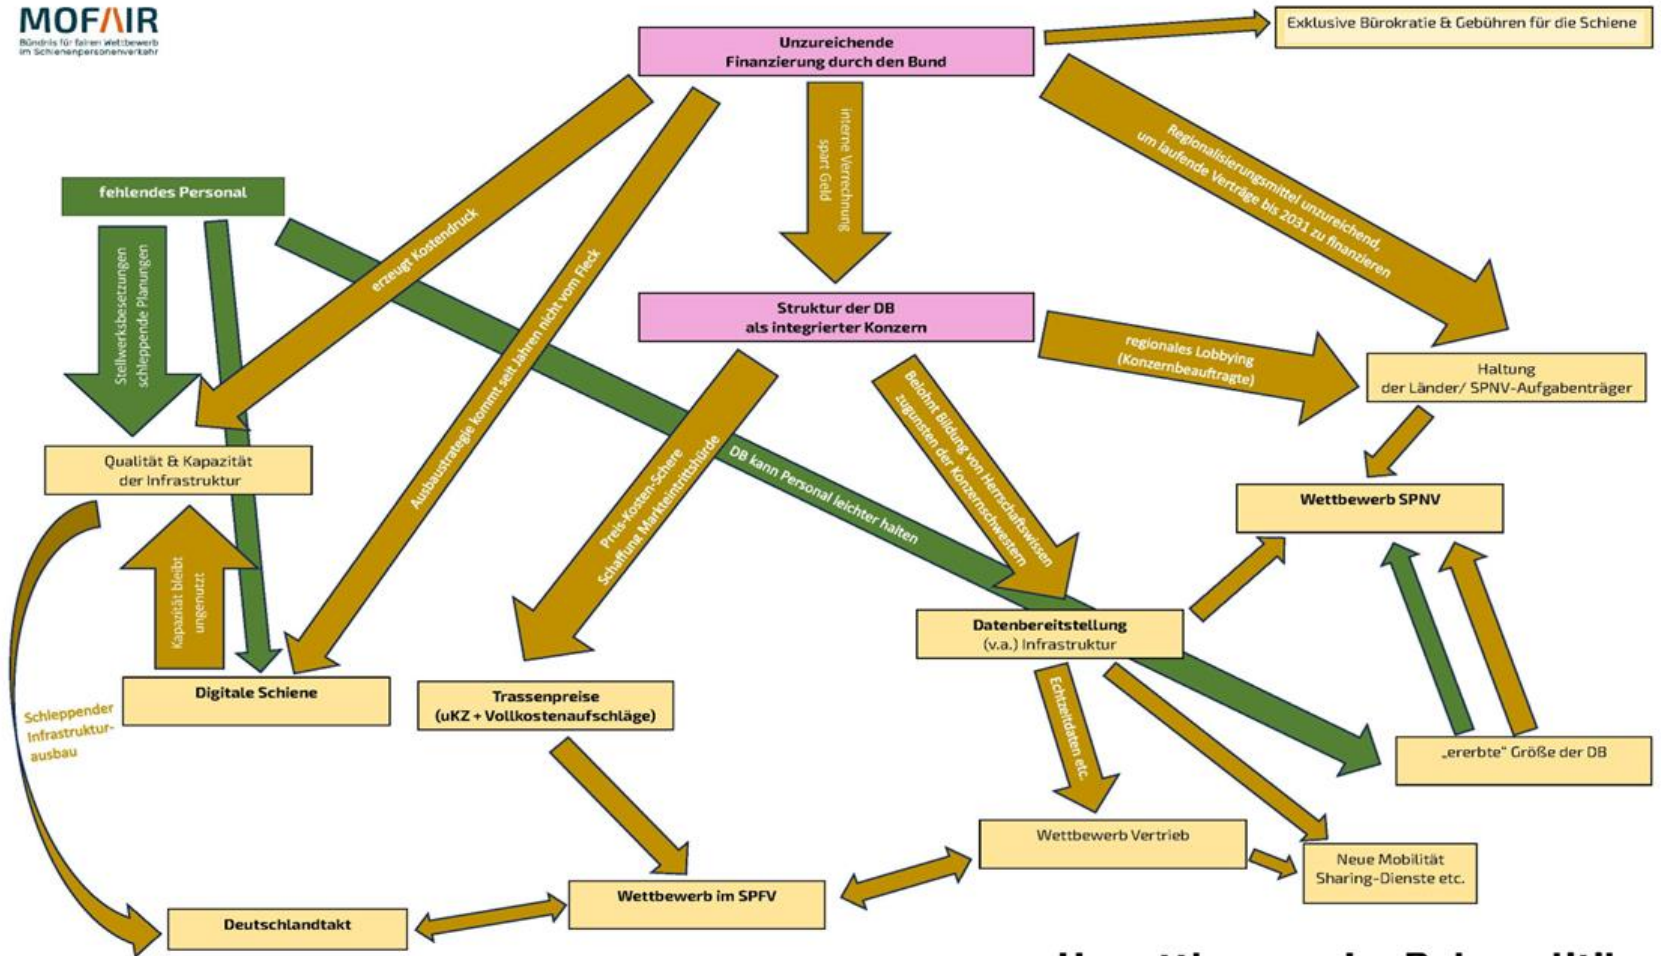 MOFAIR
Bündnis für fairen Wettbewerb
im Schienenpersonenverkehr
Exklusive Bürokratie & Gebühren für die Schiene
Unzureichende
Finanzierung durch den Bund
interne Verrechnung
spart Geld
Regionalisierungsmittel unzureichend,
um laufende Verträge bis 2031 zu finanzieren
fehlendes Personal
erzeugt Kostendruck
Stellwerksbesetzungen
schleppende Planungen
Ausbaustrategie kommt seit Jahren nicht vom Fleck
Struktur der DB
als integrierter Konzern
regionales Lobbying
(Konzernbeauftragte)
Haltung
der Länder/ SPNV-Aufgabenträger
Qualität & Kapazität
der Infrastruktur
Preis-Kosten-Schere
Schaffung Markteintrittshürde
DB kann Personal leichter halten
Belohnt Bildung von Herrschaftswissen
zugunsten der Konzernschwestern
Wettbewerb SPNV
Kapazität bleibt
ungenutzt
Datenbereitstellung
(v.a.) Infrastruktur
Digitale Schiene
Trassenpreise
(uKZ + Vollkostenaufschläge)
Schleppender
Infrastruktur-
ausbau
Echtzeitdaten etc.
„ererbte“ Größe der DB
Wettbewerb Vertrieb
Neue Mobilität
Sharing-Dienste etc.
Wettbewerb im SPFV
Deutschlandtakt